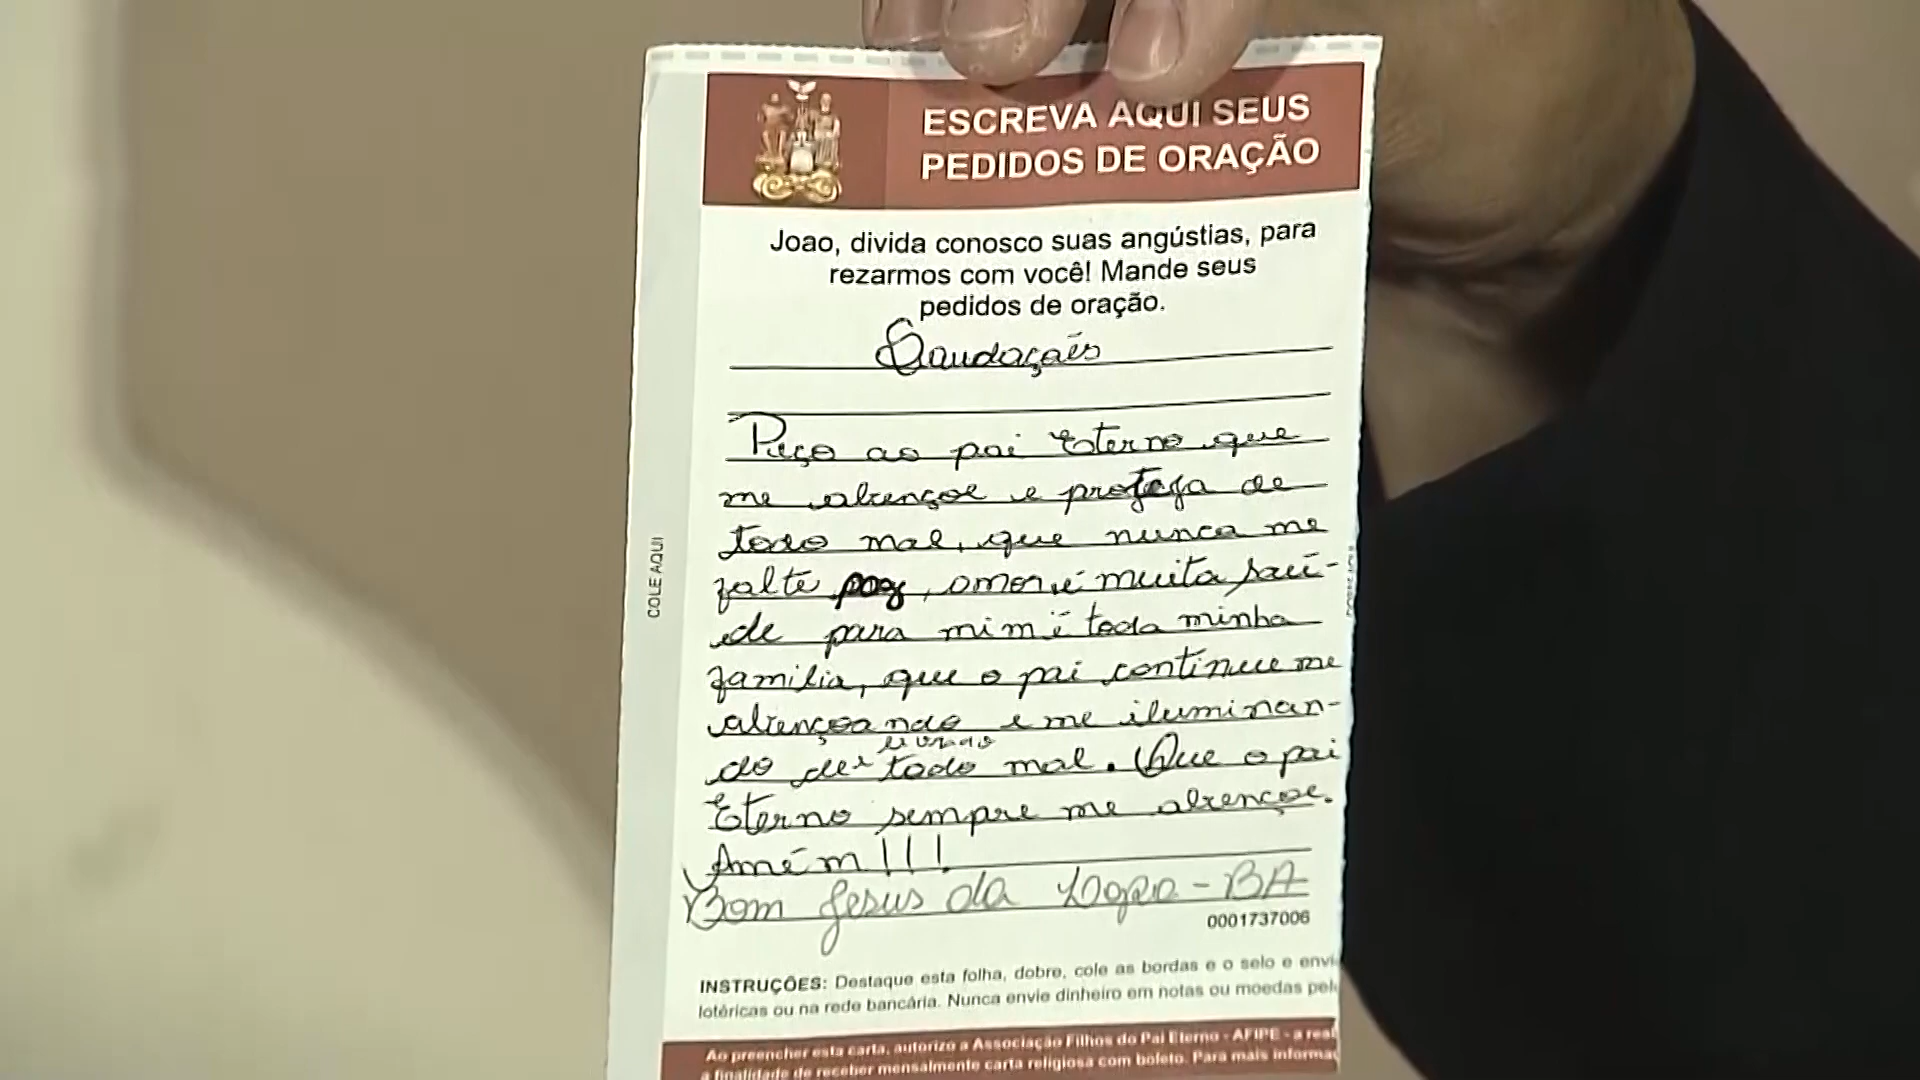 ESCREVA AQUI SEUS
PEDIDOS DE ORAÇÃO
Joao, divida conosco suas angústias, para
rezarmos com você! Mande seus
pedidos de oração.
Saudaçaẽs
Peço ao pai Eterno que
me abençoe e proteja de
todo mal, que nunca me
falte paz, amor é muita saú-
de para mim é toda minha
familia, que o pai continue me
abençoando e me iluminan-
do de livrando todo mal. Que o pai
Eterno sempre me abençoe.
Amém!!!
Bom Jesus da Lapa - BA
0001737006
COLE AQUI
INSTRUÇÕES: Destaque esta folha, dobre, cole as bordas e o selo e envi
lotéricas ou na rede bancária. Nunca envie dinheiro em notas ou moedas pel
Ao preencher esta carta, autorizo a Associação Filhos do Pai Eterno - AFIPE - a real
a finalidade de receber mensalmente carta religiosa com boleto. Para mais informaç